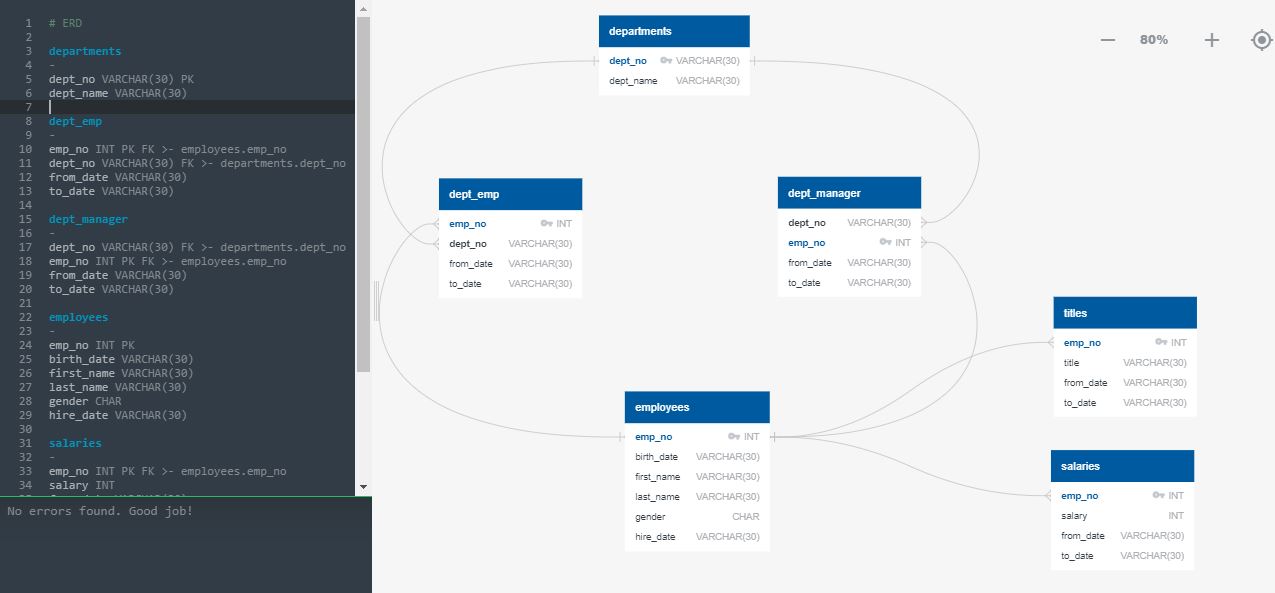 1 # ERD
2
3 departments
4 -
5 dept_no VARCHAR(30) PK
6 dept_name VARCHAR(30)
7
8 dept_emp
9 -
10 emp_no INT PK FK >- employees.emp_no
11 dept_no VARCHAR(30) FK >- departments.dept_no
12 from_date VARCHAR(30)
13 to_date VARCHAR(30)
14
15 dept_manager
16 -
17 dept_no VARCHAR(30) FK >- departments.dept_no
18 emp_no INT PK FK >- employees.emp_no
19 from_date VARCHAR(30)
20 to_date VARCHAR(30)
21
22 employees
23 -
24 emp_no INT PK
25 birth_date VARCHAR(30)
26 first_name VARCHAR(30)
27 last_name VARCHAR(30)
28 gender CHAR
29 hire_date VARCHAR(30)
30
31 salaries
32 -
33 emp_no INT PK FK >- employees.emp_no
34 salary INT
No errors found. Good job!
80%
departments
dept_no VARCHAR(30)
dept_name VARCHAR(30)
dept_emp
emp_no INT
dept_no VARCHAR(30)
from_date VARCHAR(30)
to_date VARCHAR(30)
dept_manager
dept_no VARCHAR(30)
emp_no INT
from_date VARCHAR(30)
to_date VARCHAR(30)
titles
emp_no INT
title VARCHAR(30)
from_date VARCHAR(30)
to_date VARCHAR(30)
employees
emp_no INT
birth_date VARCHAR(30)
first_name VARCHAR(30)
last_name VARCHAR(30)
gender CHAR
hire_date VARCHAR(30)
salaries
emp_no INT
salary INT
from_date VARCHAR(30)
to_date VARCHAR(30)